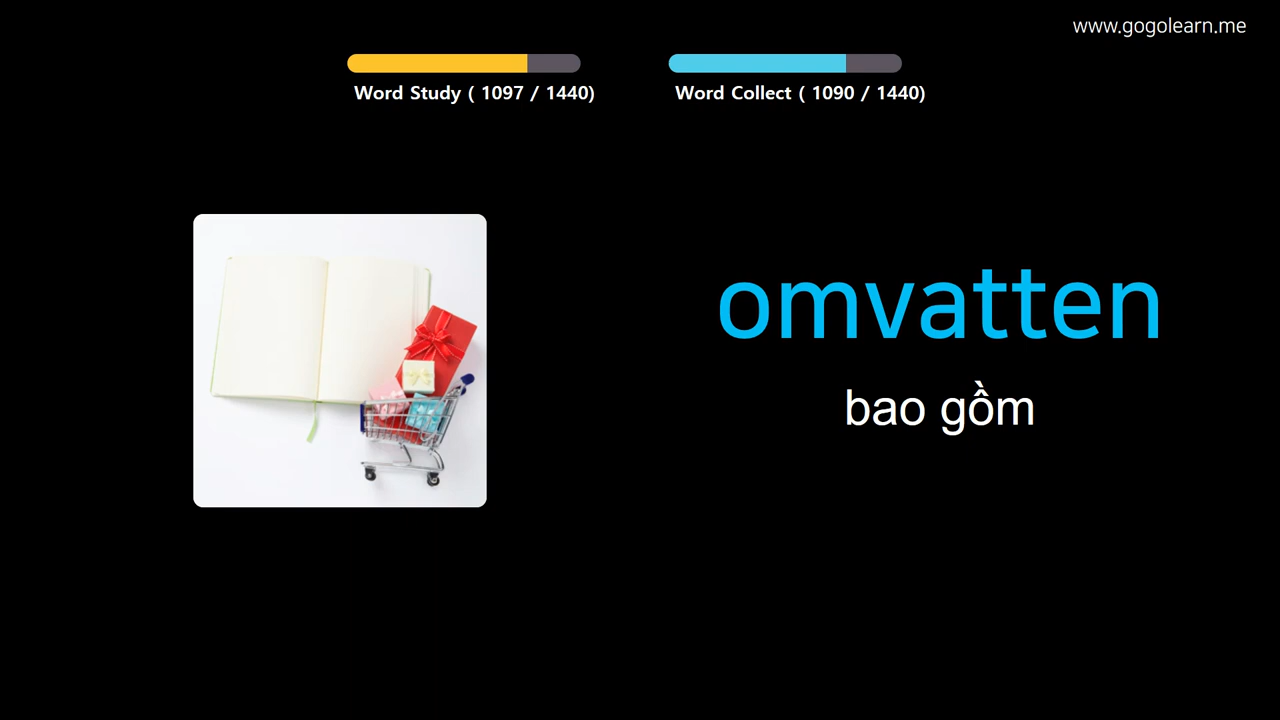 www.gogolearn.me
Word Study ( 1097 / 1440)
Word Collect ( 1090 / 1440)
omvatten
bao gồm